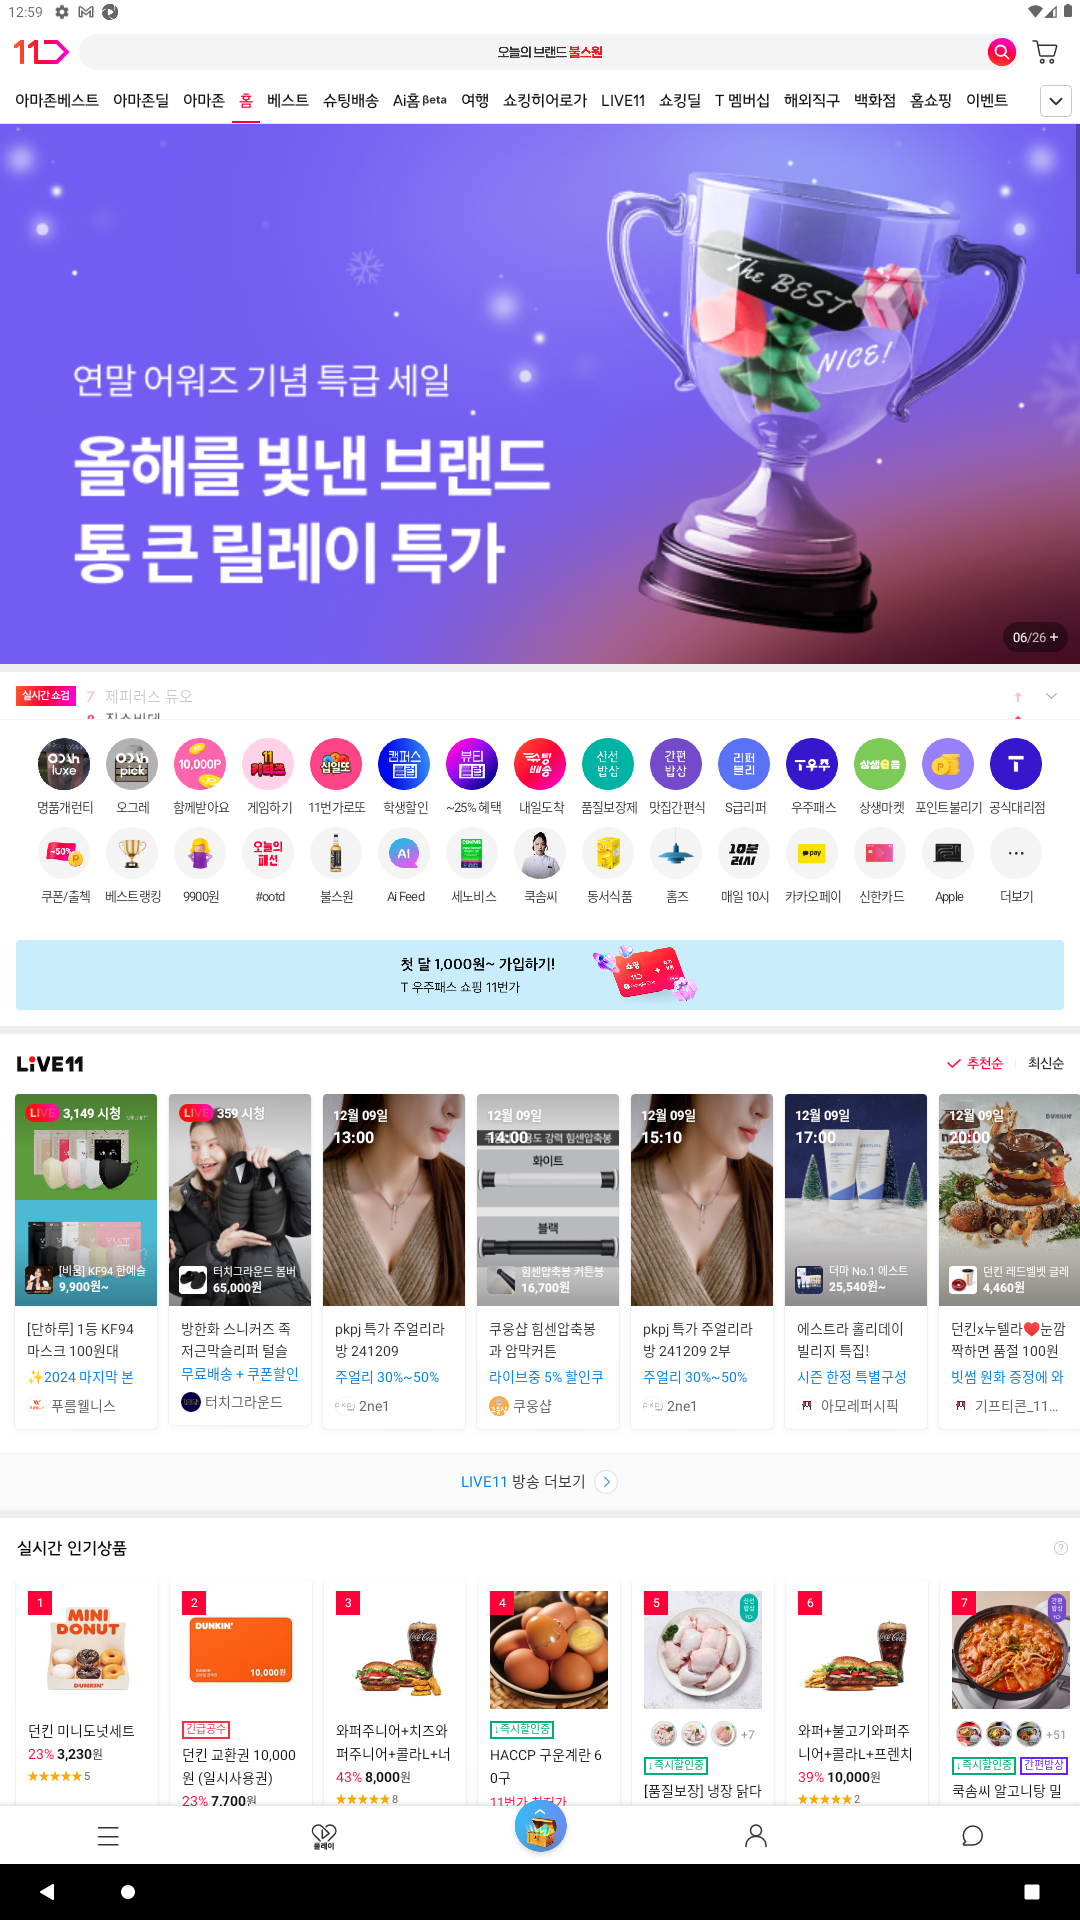 12:59
오늘의 브랜드 불스원
아마존베스트 아마존딜 아마존 홈 베스트 슈팅배송 Ai홈 Beta 여행 쇼킹히어로가 LIVE11 쇼킹딜 T 멤버십 해외직구 백화점 홈쇼핑 이벤트
The BEST
NICE!
연말 어워즈 기념 특급 세일
올해를 빛낸 브랜드
통 큰 릴레이 특가
06/26 +
실시간 쇼검 7 제피러스 듀오
명품개런티 오그레 함께받아요 게임하기 11번가로또 학생할인 ~25% 혜택 내일도착 품질보장제 맛집간편식 S급리퍼 우주패스 상생마켓 포인트불리기 공식대리점
쿠폰/출첵 베스트랭킹 9900원 #ootd 불스원 Ai Feed 세노비스 쿡솜씨 동서식품 홈즈 매일 10시 카카오페이 신한카드 Apple 더보기
첫 달 1,000원~ 가입하기!
T 우주패스 쇼핑 11번가
LIVE11
추천순 최신순
LIVE 3,149 시청
[비움] KF94 한예슬
9,900원~
[단하루] 1등 KF94
마스크 100원대
✨2024 마지막 본
푸름웰니스
LIVE 359 시청
터치그라운드 봄버
65,000원
방한화 스니커즈 족
저근막슬리퍼 털슬
무료배송 + 쿠폰할인
터치그라운드
12월 09일
13:00
pkpj 특가 주얼리라
방 241209
주얼리 30%~50%
2ne1
12월 09일
14:00
화이트
블랙
힘센압축봉 커튼봉
16,700원
쿠웅샵 힘센압축봉
과 암막커튼
라이브중 5% 할인쿠
쿠웅샵
12월 09일
15:10
pkpj 특가 주얼리라
방 241209 2부
주얼리 30%~50%
2ne1
12월 09일
17:00
더마 No.1 에스트
25,540원~
에스트라 홀리데이
빌리지 특집!
시즌 한정 특별구성
아모레퍼시픽
12월 09일
20:00
DUNKIN'
던킨 레드벨벳 글레
4,460원
던킨x누텔라♥눈깜
짝하면 품절 100원
빗썸 원화 증정에 와
기프티콘_11...
LIVE11 방송 더보기
실시간 인기상품
1
MINI
DONUT
DUNKIN'
던킨 미니도넛세트
23% 3,230원
★★★★★ 5
2
DUNKIN'
10,000원
긴급공수
던킨 교환권 10,000
원 (일시사용권)
23% 7,700원
3
와퍼주니어+치즈와
퍼주니어+콜라L+너
43% 8,000원
★★★★★ 8
4
↓즉시할인중
HACCP 구운계란 6
0구
11번가 최저가
5
신선
밥상
+7
↓즉시할인중
[품질보장] 냉장 닭다
6
와퍼+불고기와퍼주
니어+콜라L+프렌치
39% 10,000원
★★★★★ 2
7
간편
밥상
+51
↓즉시할인중 간편밥상
쿡솜씨 알고니탕 밀
플레이